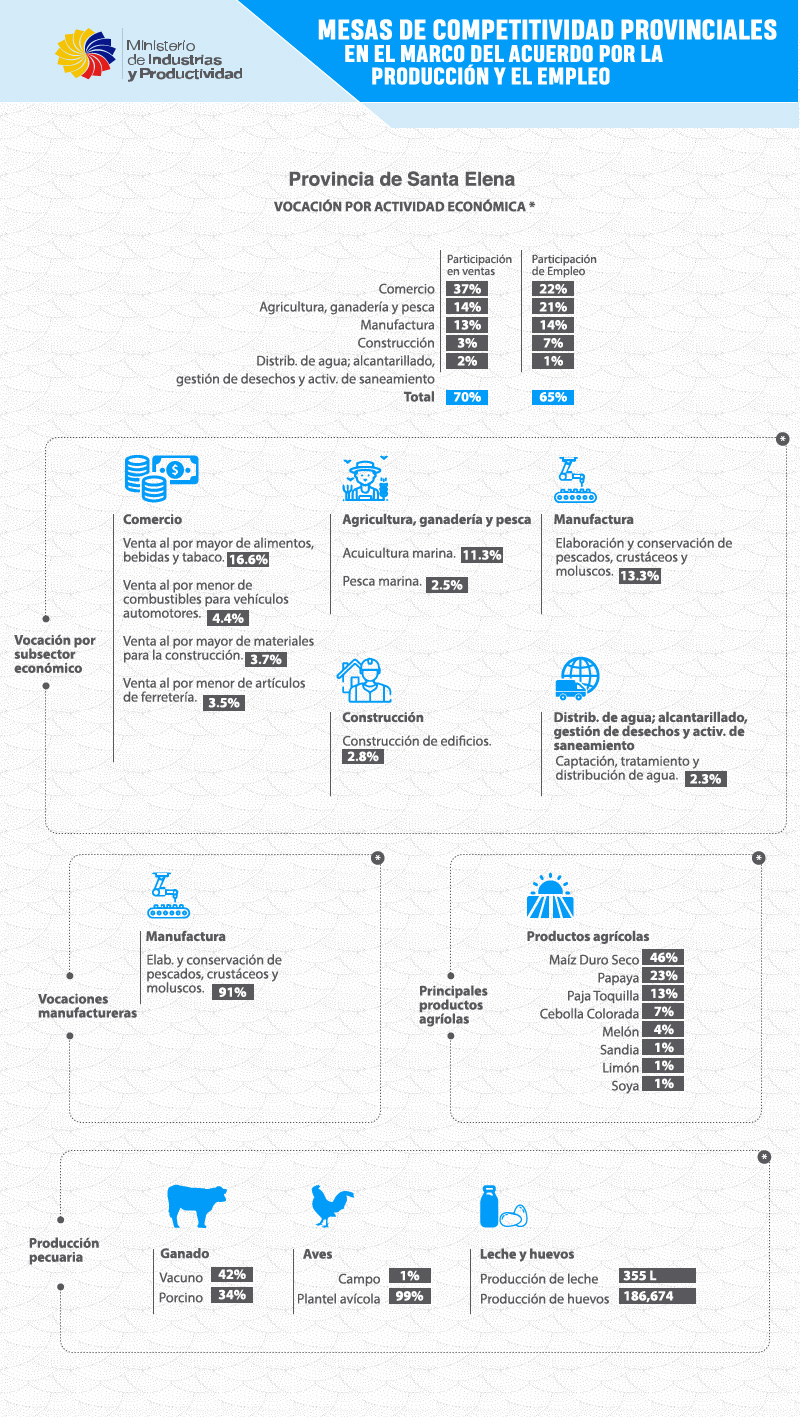 Ministerio
de Industrias
y Productividad
MESAS DE COMPETITIVIDAD PROVINCIALES
EN EL MARCO DEL ACUERDO POR LA
PRODUCCIÓN Y EL EMPLEO
Provincia de Santa Elena
VOCACIÓN POR ACTIVIDAD ECONÓMICA *
Participación en ventas
Participación de Empleo
Comercio 37% 22%
Agricultura, ganadería y pesca 14% 21%
Manufactura 13% 14%
Construcción 3% 7%
Distrib. de agua; alcantarillado, 2% 1%
gestión de desechos y activ. de saneamiento
Total 70% 65%
*
Vocación por
subsector
económico
$
Comercio
Venta al por mayor de alimentos,
bebidas y tabaco. 16.6%
Venta al por menor de
combustibles para vehículos
automotores. 4.4%
Venta al por mayor de materiales
para la construcción. 3.7%
Venta al por menor de artículos
de ferretería. 3.5%
Agricultura, ganadería y pesca
Acuicultura marina. 11.3%
Pesca marina. 2.5%
Manufactura
Elaboración y conservación de
pescados, crustáceos y
moluscos. 13.3%
Construcción
Construcción de edificios.
2.8%
Distrib. de agua; alcantarillado,
gestión de desechos y activ. de
saneamiento
Captación, tratamiento y
distribución de agua. 2.3%
*
Vocaciones
manufactureras
Manufactura
Elab. y conservación de
pescados, crustáceos y
moluscos. 91%
*
Principales
productos
agríolas
Productos agrícolas
Maíz Duro Seco 46%
Papaya 23%
Paja Toquilla 13%
Cebolla Colorada 7%
Melón 4%
Sandia 1%
Limón 1%
Soya 1%
*
Producción
pecuaria
Ganado
Vacuno 42%
Porcino 34%
Aves
Campo 1%
Plantel avícola 99%
Leche y huevos
Producción de leche 355 L
Producción de huevos 186,674